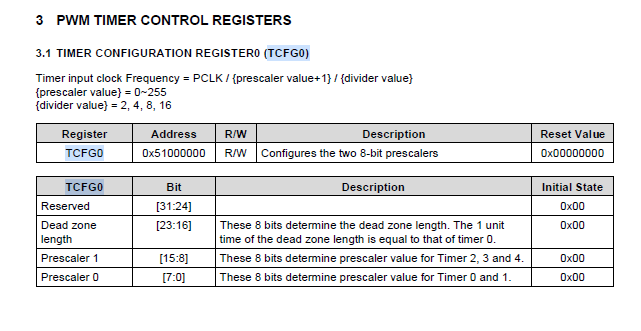 3 PWM TIMER CONTROL REGISTERS
3.1 TIMER CONFIGURATION REGISTER0 (TCFG0)
Timer input clock Frequency = PCLK / {prescaler value+1} / {divider value}
{prescaler value} = 0~255
{divider value} = 2, 4, 8, 16
Register Address R/W Description Reset Value
TCFG0 0x51000000 R/W Configures the two 8-bit prescalers 0x00000000
TCFG0 Bit Description Initial State
Reserved [31:24] 0x00
Dead zone length [23:16] These 8 bits determine the dead zone length. The 1 unit time of the dead zone length is equal to that of timer 0. 0x00
Prescaler 1 [15:8] These 8 bits determine prescaler value for Timer 2, 3 and 4. 0x00
Prescaler 0 [7:0] These 8 bits determine prescaler value for Timer 0 and 1. 0x00